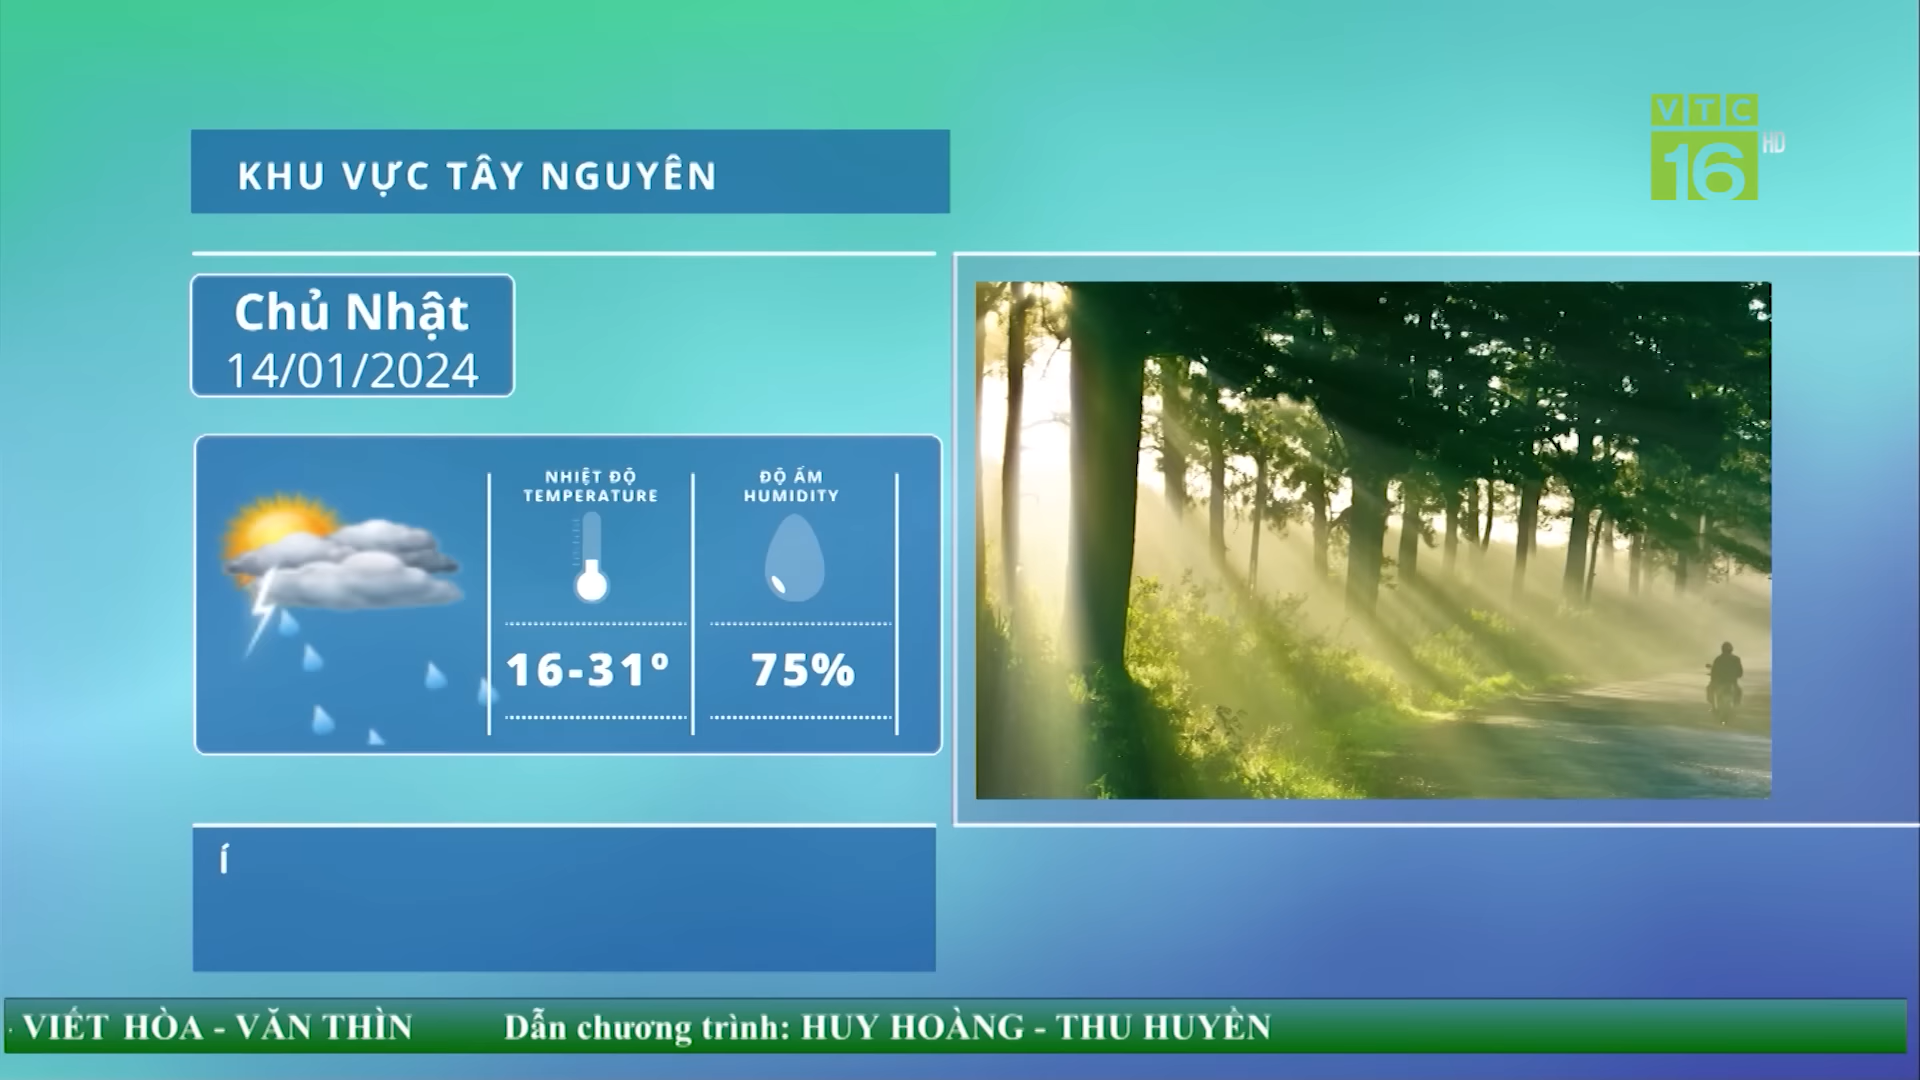 VTC
16 HD
KHU VỰC TÂY NGUYÊN
Chủ Nhật
14/01/2024
NHIỆT ĐỘ
TEMPERATURE
16-31º
ĐỘ ẨM
HUMIDITY
75%
Í
VIẾT HÒA - VĂN THÌN Dẫn chương trình: HUY HOÀNG - THU HUYỀN